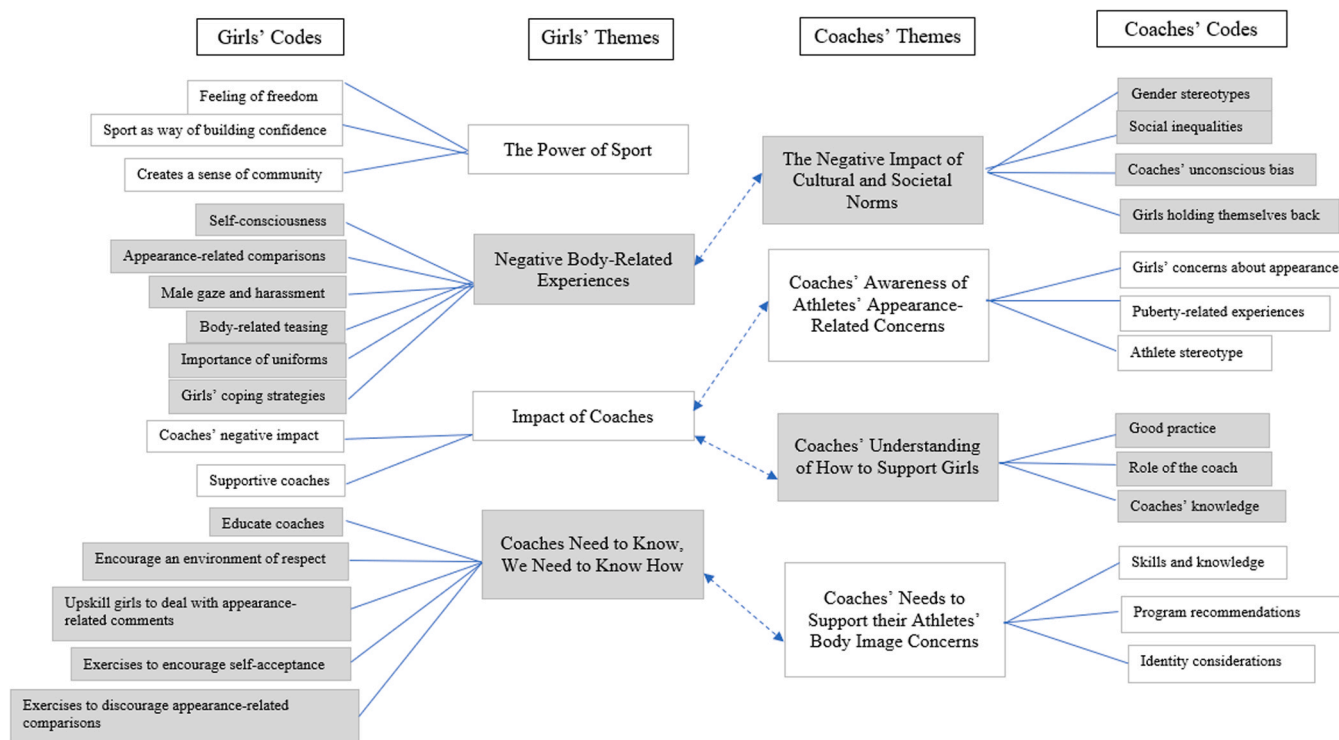 Girls’ Codes
Girls’ Themes
Coaches’ Themes
Coaches’ Codes
Feeling of freedom
Sport as way of building confidence
Creates a sense of community
Self-consciousness
Appearance-related comparisons
Male gaze and harassment
Body-related teasing
Importance of uniforms
Girls’ coping strategies
Coaches’ negative impact
Supportive coaches
Educate coaches
Encourage an environment of respect
Upskill girls to deal with appearance-
related comments
Exercises to encourage self-acceptance
Exercises to discourage appearance-related
comparisons
The Power of Sport
Negative Body-Related
Experiences
Impact of Coaches
Coaches Need to Know,
We Need to Know How
The Negative Impact of
Cultural and Societal
Norms
Coaches’ Awareness of
Athletes’ Appearance-
Related Concerns
Coaches’ Understanding
of How to Support Girls
Coaches’ Needs to
Support their Athletes’
Body Image Concerns
Gender stereotypes
Social inequalities
Coaches’ unconscious bias
Girls holding themselves back
Girls’ concerns about appearance
Puberty-related experiences
Athlete stereotype
Good practice
Role of the coach
Coaches’ knowledge
Skills and knowledge
Program recommendations
Identity considerations